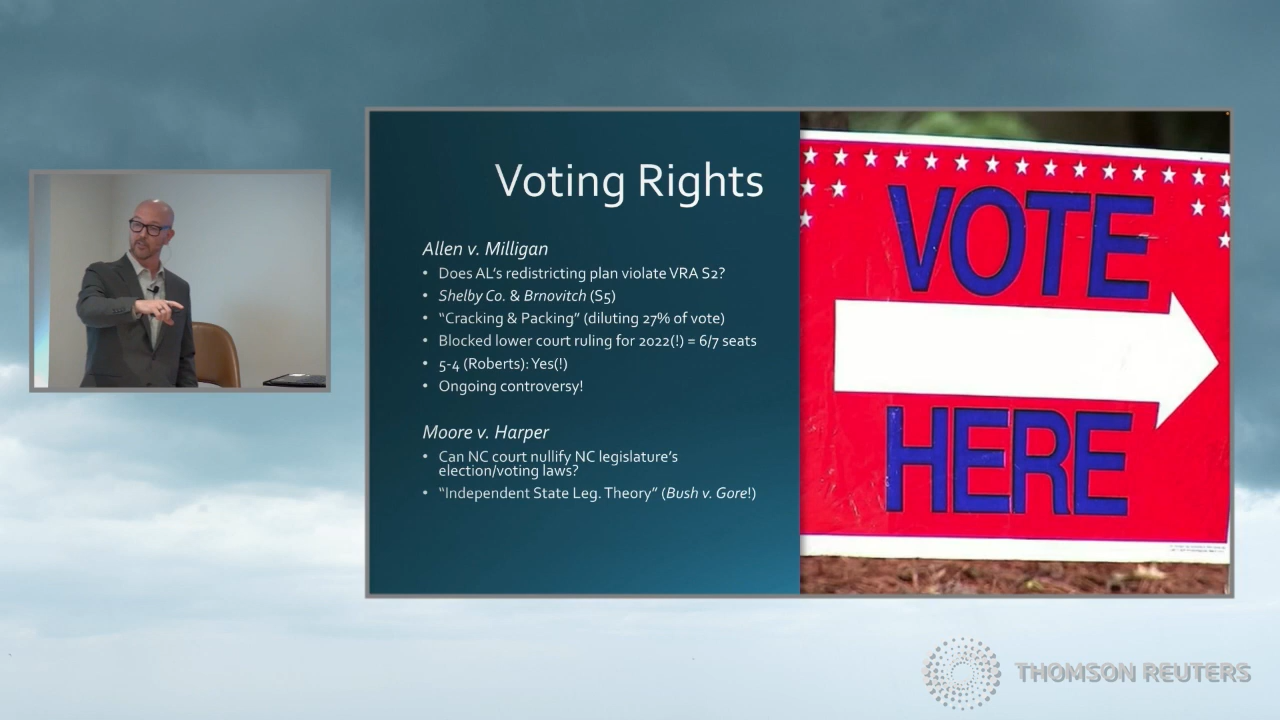 Voting Rights
Allen v. Milligan
• Does AL's redistricting plan violate VRA S2?
• Shelby Co. & Brnovitch (S5)
• "Cracking & Packing" (diluting 27% of vote)
• Blocked lower court ruling for 2022(!) = 6/7 seats
• 5-4 (Roberts): Yes(!)
• Ongoing controversy!
Moore v. Harper
• Can NC court nullify NC legislature's
election/voting laws?
• "Independent State Leg. Theory" (Bush v. Gore!)
VOTE
HERE
THOMSON REUTERS